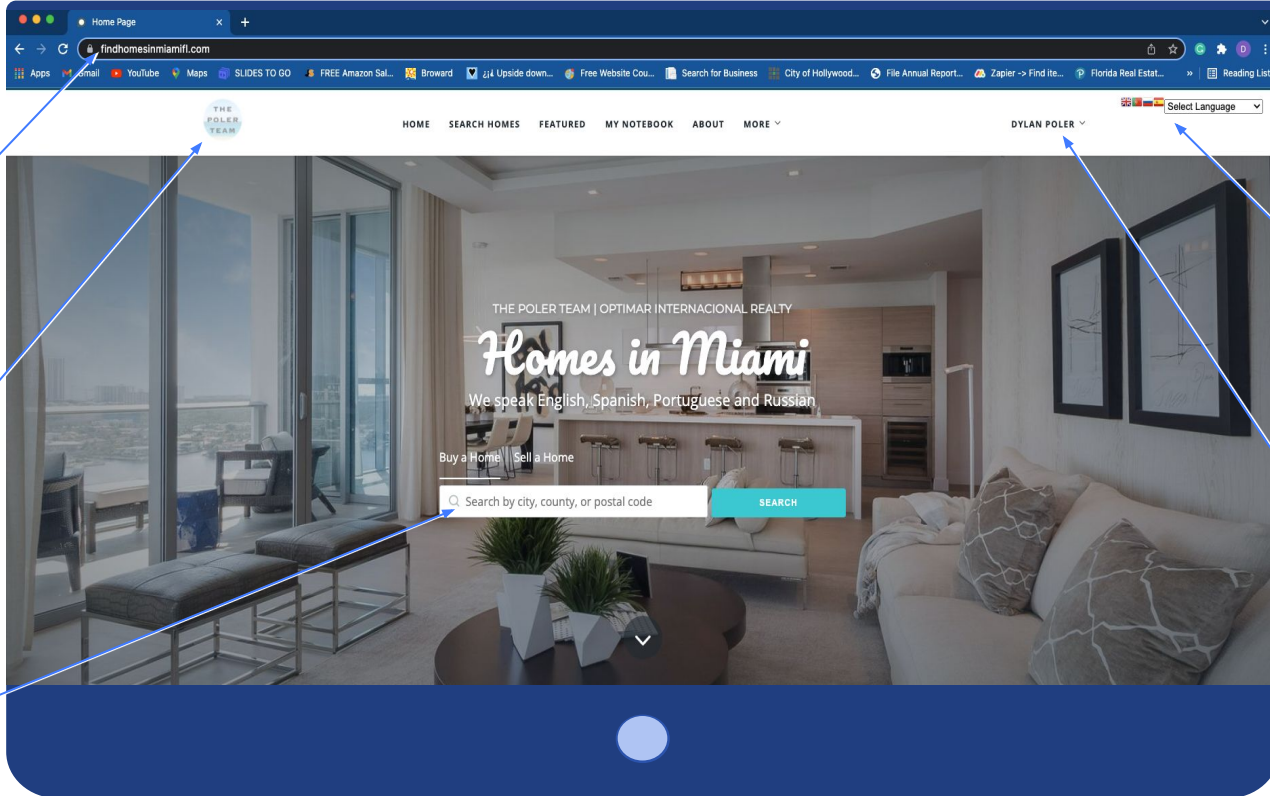 Home Page
findhomesinmiamifl.com
Apps Gmail YouTube Maps SLIDES TO GO FREE Amazon Sal... Broward Upside down... Free Website Cou... Search for Business City of Hollywood... File Annual Report... Zapier -> Find ite... Florida Real Estat... » Reading List
THE
POLER
TEAM
HOME SEARCH HOMES FEATURED MY NOTEBOOK ABOUT MORE
DYLAN POLER
Select Language
THE POLER TEAM | OPTIMAR INTERNACIONAL REALTY
Homes in Miami
We speak English, Spanish, Portuguese and Russian
Buy a Home Sell a Home
Search by city, county, or postal code
SEARCH